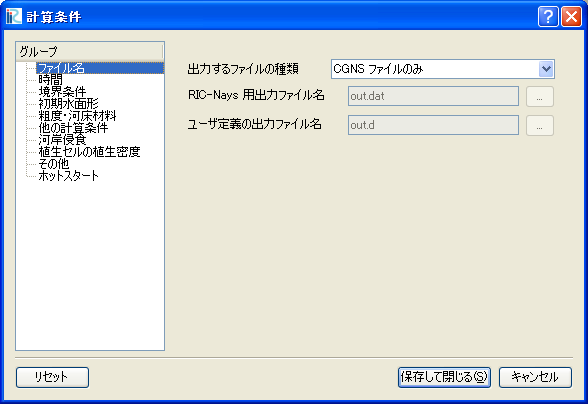 計算条件
グループ
ファイル名
時間
境界条件
初期水面形
粗度・河床材料
他の計算条件
河岸侵食
植生セルの植生密度
その他
ホットスタート
出力するファイルの種類 CGNS ファイルのみ
RIC-Nays 用出力ファイル名 out.dat ...
ユーザ定義の出力ファイル名 out.d ...
リセット 保存して閉じる(S) キャンセル